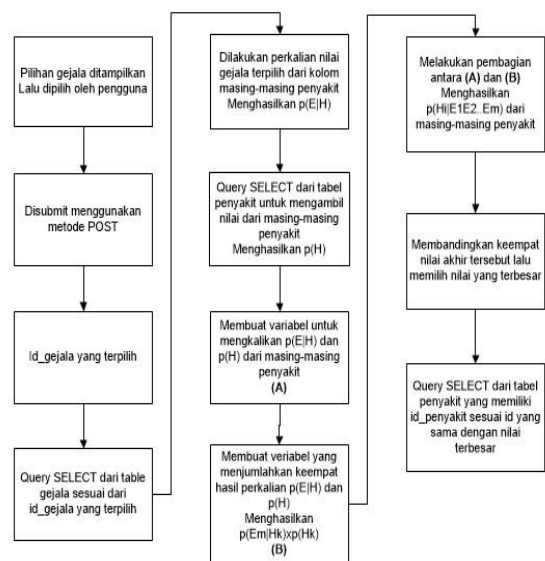 Pilihan gejala ditampilkan
Lalu dipilih oleh pengguna
Disubmit menggunakan
metode POST
Id_gejala yang terpilih
Query SELECT dari table
gejala sesuai dari
id_gejala yang terpilih
Dilakukan perkalian nilai
gejala terpilih dari kolom
masing-masing penyakit
Menghasilkan p(E|H)
Query SELECT dari tabel
penyakit untuk mengambil
nilai dari masing-masing
penyakit
Menghasilkan p(H)
Membuat variabel untuk
mengkalikan p(E|H) dan
p(H) dari masing-masing
penyakit
(A)
Membuat veriabel yang
menjumlahkan keempat
hasil perkalian p(E|H) dan
p(H)
Menghasilkan
p(Em|Hk)xp(Hk)
(B)
Melakukan pembagian
antara (A) dan (B)
Menghasilkan
p(Hi|E1E2..Em) dari
masing-masing penyakit
Membandingkan keempat
nilai akhir tersebut lalu
memilih nilai yang terbesar
Query SELECT dari tabel
penyakit yang memiliki
id_penyakit sesuai id yang
sama dengan nilai
terbesar